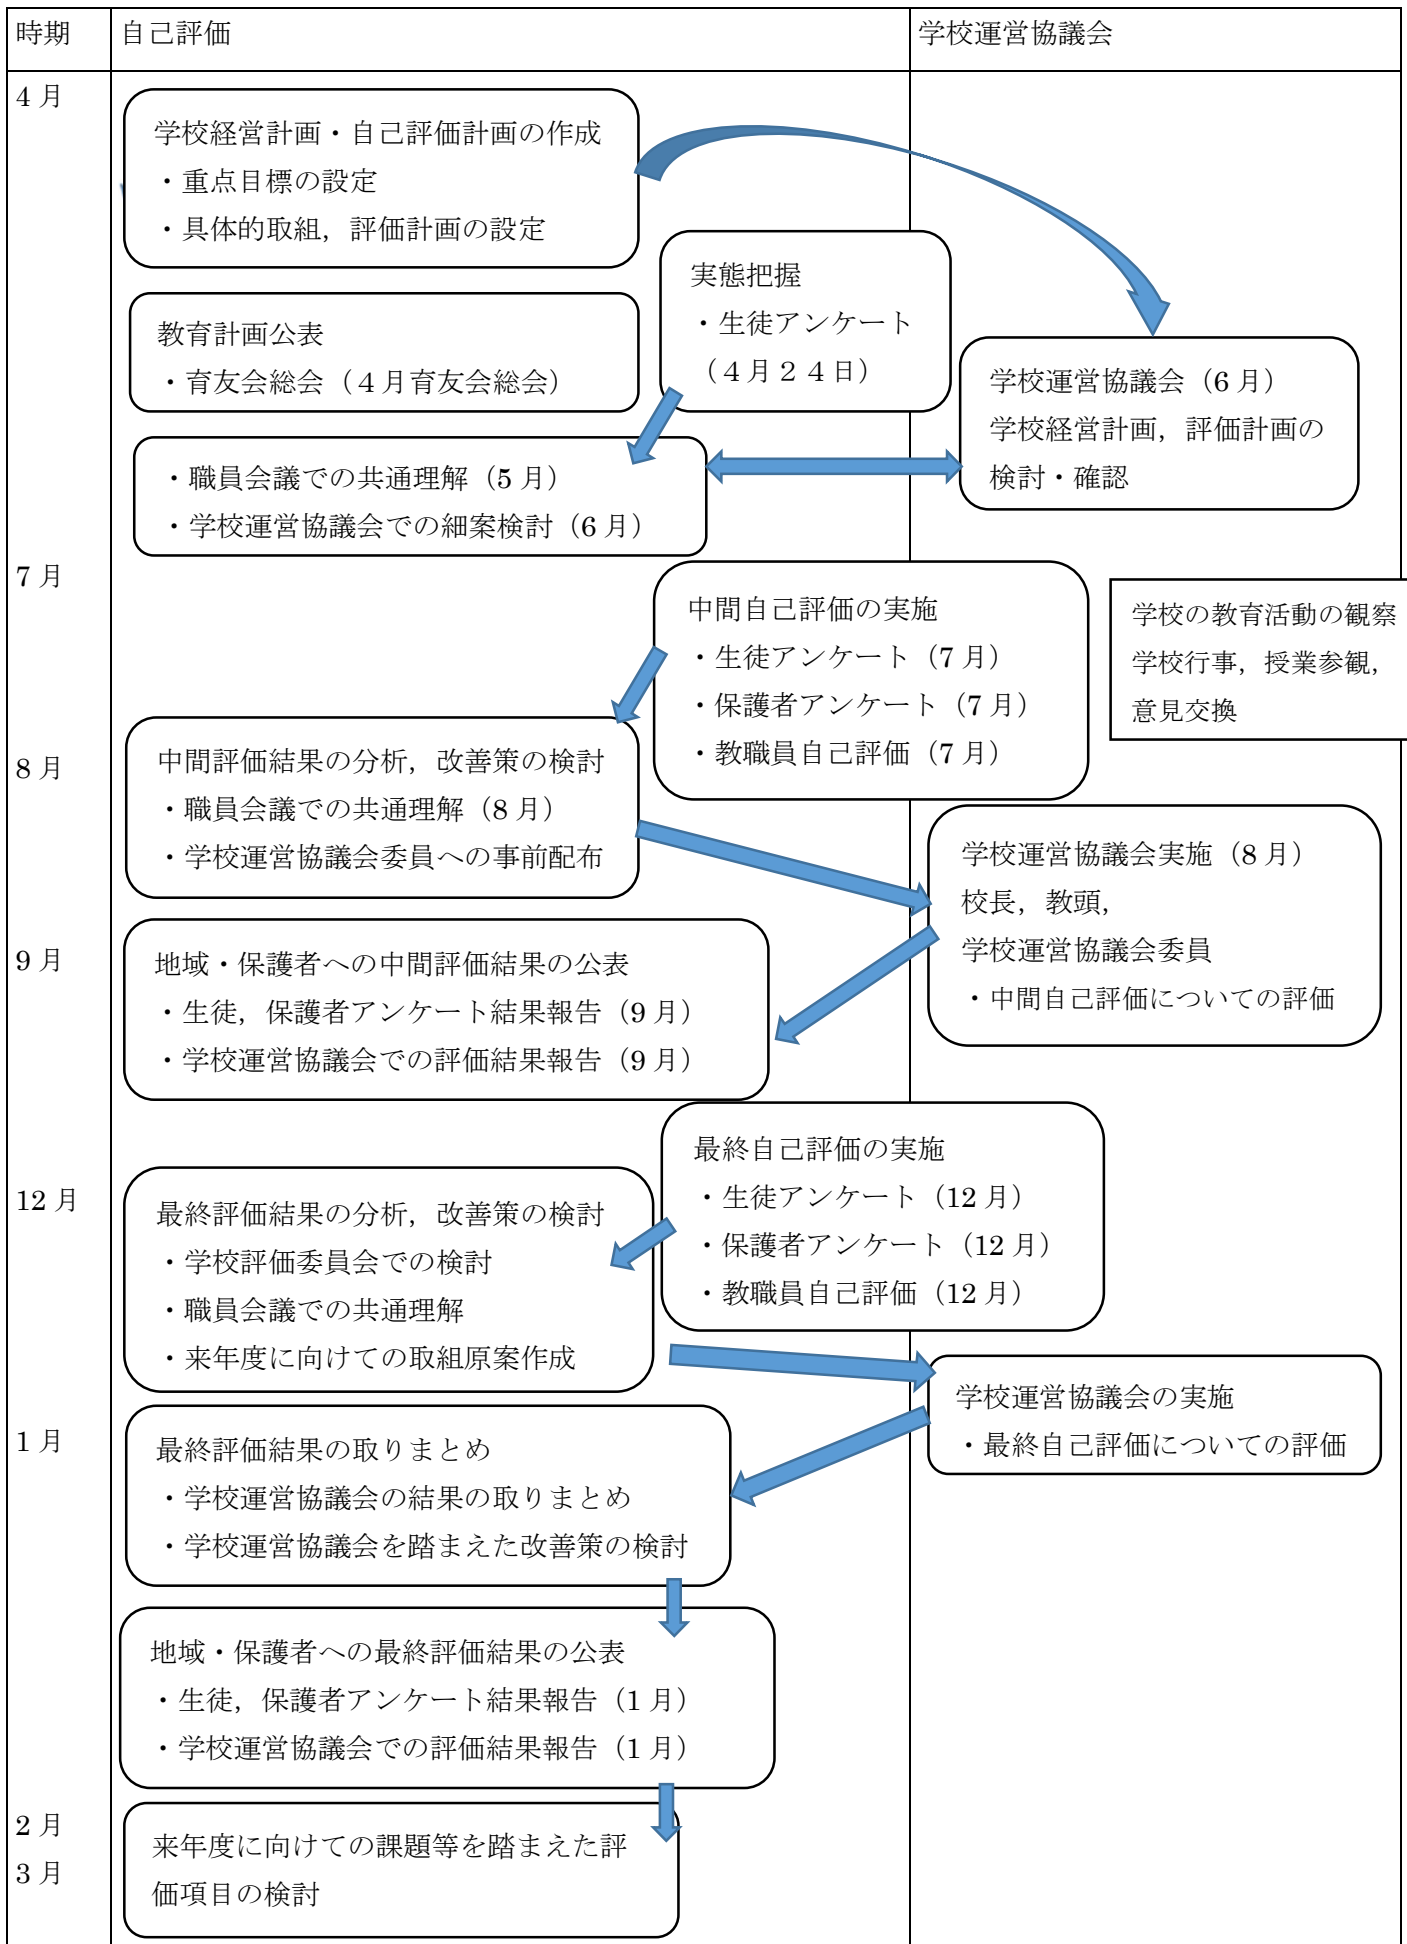 時期
自己評価
学校運営協議会
4 月
学校経営計画・自己評価計画の作成
・重点目標の設定
・具体的取組，評価計画の設定
実態把握
・生徒アンケート
（４月２４日）
教育計画公表
・育友会総会（４月育友会総会）
学校運営協議会（6 月）
学校経営計画，評価計画の
検討・確認
・職員会議での共通理解（5 月）
・学校運営協議会での細案検討（6 月）
7 月
中間自己評価の実施
・生徒アンケート（7 月）
・保護者アンケート（7 月）
・教職員自己評価（7 月）
学校の教育活動の観察
学校行事，授業参観，
意見交換
8 月
中間評価結果の分析，改善策の検討
・職員会議での共通理解（8 月）
・学校運営協議会委員への事前配布
学校運営協議会実施（8 月）
校長，教頭，
学校運営協議会委員
・中間自己評価についての評価
9 月
地域・保護者への中間評価結果の公表
・生徒，保護者アンケート結果報告（9 月）
・学校運営協議会での評価結果報告（9 月）
最終自己評価の実施
・生徒アンケート（12 月）
・保護者アンケート（12 月）
・教職員自己評価（12 月）
12 月
最終評価結果の分析，改善策の検討
・学校評価委員会での検討
・職員会議での共通理解
・来年度に向けての取組原案作成
学校運営協議会の実施
・最終自己評価についての評価
1 月
最終評価結果の取りまとめ
・学校運営協議会の結果の取りまとめ
・学校運営協議会を踏まえた改善策の検討
地域・保護者への最終評価結果の公表
・生徒，保護者アンケート結果報告（1 月）
・学校運営協議会での評価結果報告（1 月）
2 月
3 月
来年度に向けての課題等を踏まえた評
価項目の検討